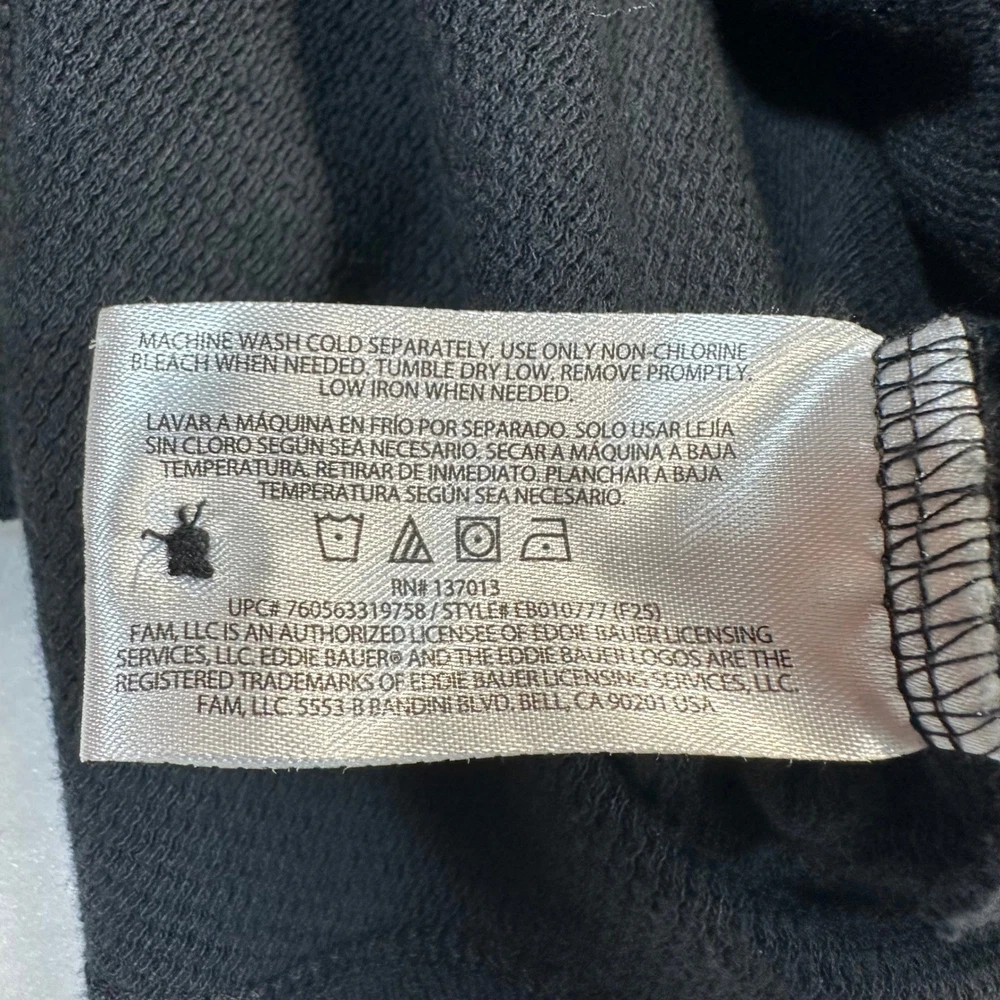 MACHINE WASH COLD SEPARATELY. USE ONLY NON-CHLORINE
BLEACH WHEN NEEDED. TUMBLE DRY LOW. REMOVE PROMPTLY.
LOW IRON WHEN NEEDED.
LAVAR A MÁQUINA EN FRÍO POR SEPARADO. SOLO USAR LEJÍA
SIN CLORO SEGÚN SEA NECESARIO. SECAR A MÁQUINA A BAJA
TEMPERATURA. RETIRAR DE INMEDIATO. PLANCHAR A BAJA
TEMPERATURA SEGÚN SEA NECESARIO.
RN# 137013
UPC# 760563319758 / STYLE# EB010777 (F25)
FAM, LLC IS AN AUTHORIZED LICENSEE OF EDDIE BAUER LICENSING
SERVICES, LLC. EDDIE BAUER® AND THE EDDIE BAUER LOGOS ARE THE
REGISTERED TRADEMARKS OF EDDIE BAUER LICENSING SERVICES, LLC.
FAM, LLC. 5553-B BANDINI BLVD. BELL, CA 90201 USA